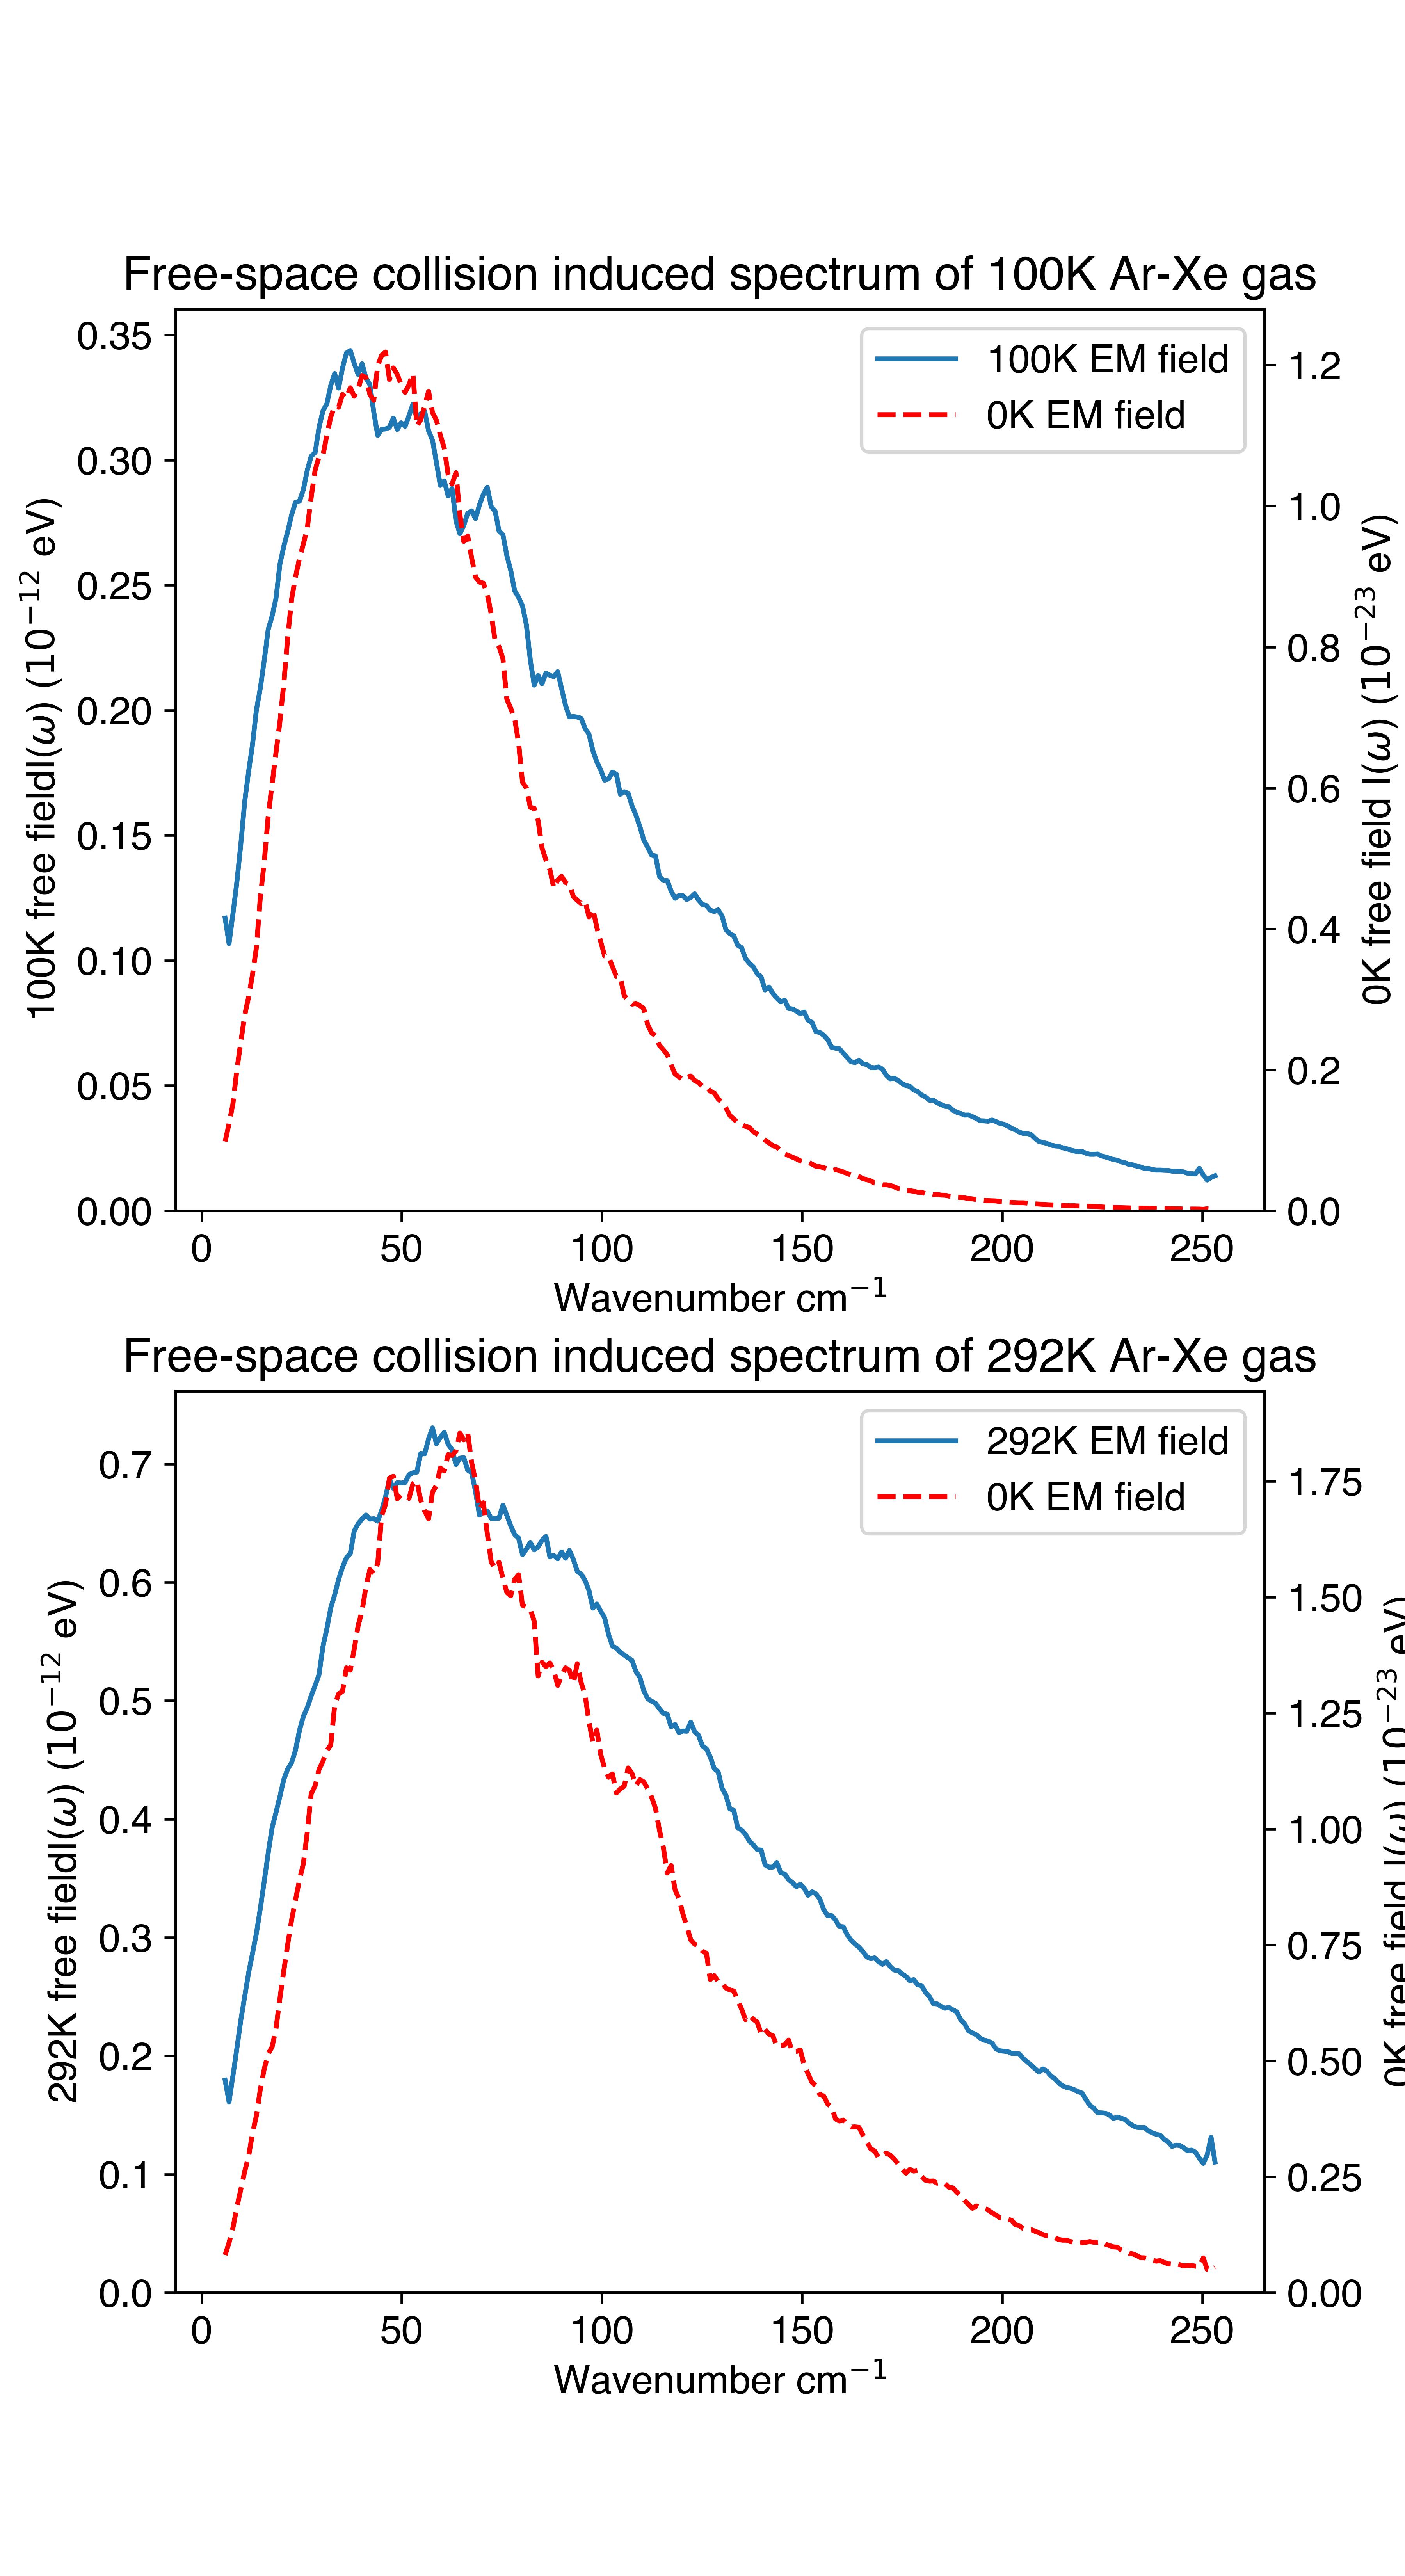 Free-space collision induced spectrum of 100K Ar-Xe gas
100K EM field
0K EM field
0.35
0.30
0.25
0.20
0.15
0.10
0.05
0.00
100K free fieldI(ω) (10⁻¹² eV)
1.2
1.0
0.8
0.6
0.4
0.2
0.0
0K free field I(ω) (10⁻²³ eV)
0 50 100 150 200 250
Wavenumber cm⁻¹
Free-space collision induced spectrum of 292K Ar-Xe gas
292K EM field
0K EM field
0.7
0.6
0.5
0.4
0.3
0.2
0.1
0.0
292K free fieldI(ω) (10⁻¹² eV)
1.75
1.50
1.25
1.00
0.75
0.50
0.25
0.00
0K free field I(ω) (10⁻²³ eV)
0 50 100 150 200 250
Wavenumber cm⁻¹